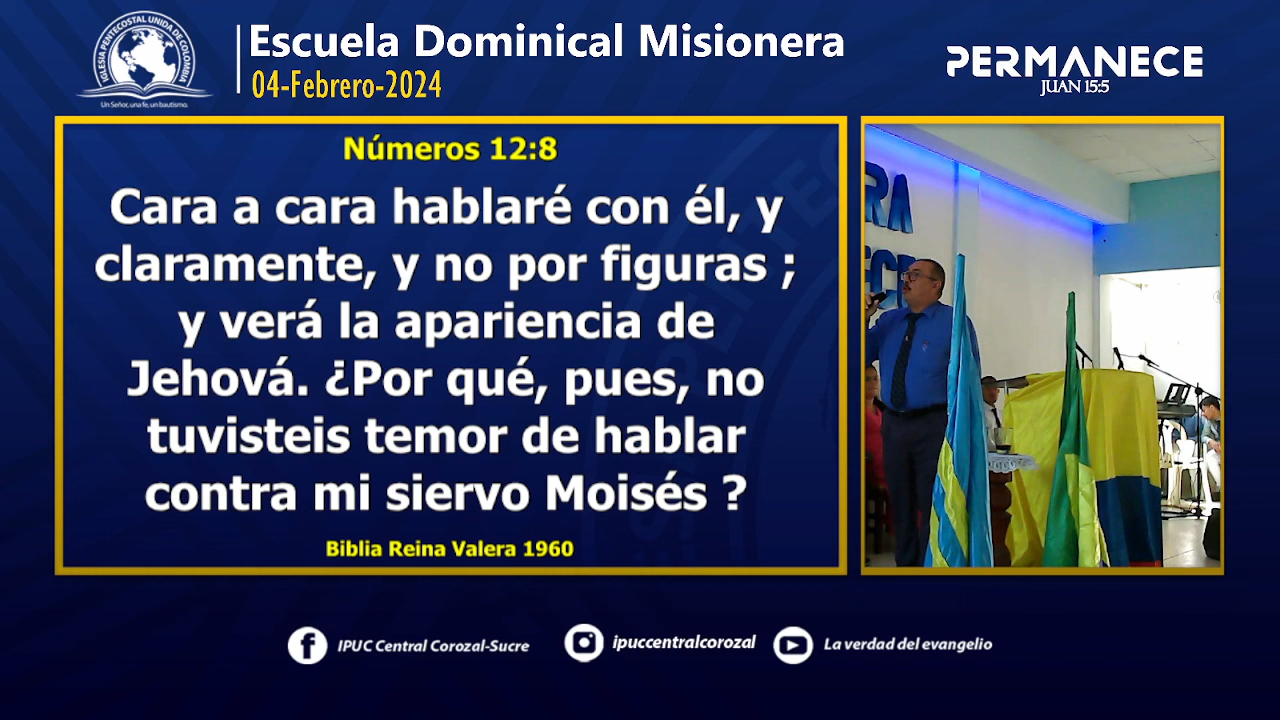 IGLESIA PENTECOSTAL UNIDA DE COLOMBIA
Un Señor, una fe, un bautismo.
Escuela Dominical Misionera
04-Febrero-2024
PERMANECE
JUAN 15:5
Números 12:8
Cara a cara hablaré con él, y
claramente, y no por figuras ;
y verá la apariencia de
Jehová. ¿Por qué, pues, no
tuvisteis temor de hablar
contra mi siervo Moisés ?
Biblia Reina Valera 1960
IPUC Central Corozal-Sucre
ipuccentralcorozal
La verdad del evangelio